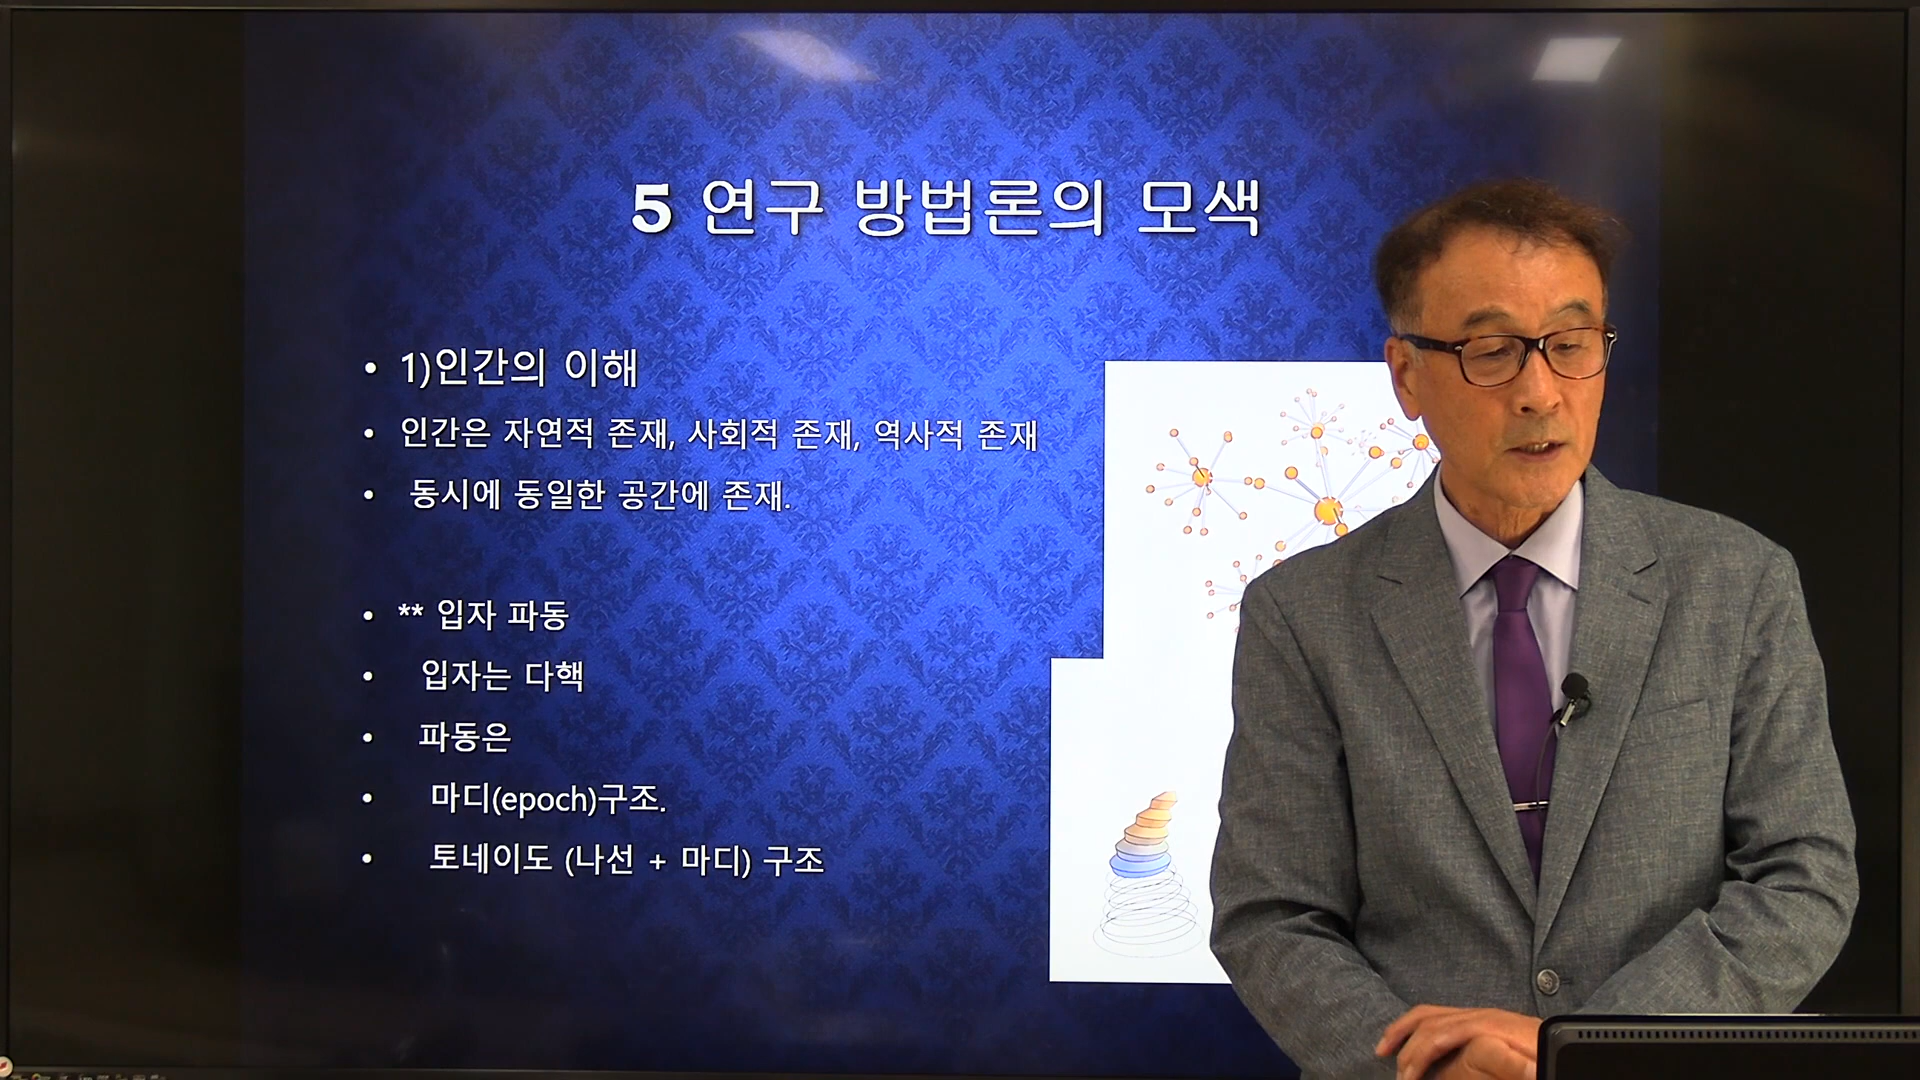 5 연구 방법론의 모색
• 1)인간의 이해
• 인간은 자연적 존재, 사회적 존재, 역사적 존재
• 동시에 동일한 공간에 존재.
• ** 입자 파동
• 입자는 다핵
• 파동은
• 마디(epoch)구조.
• 토네이도 (나선 + 마디) 구조